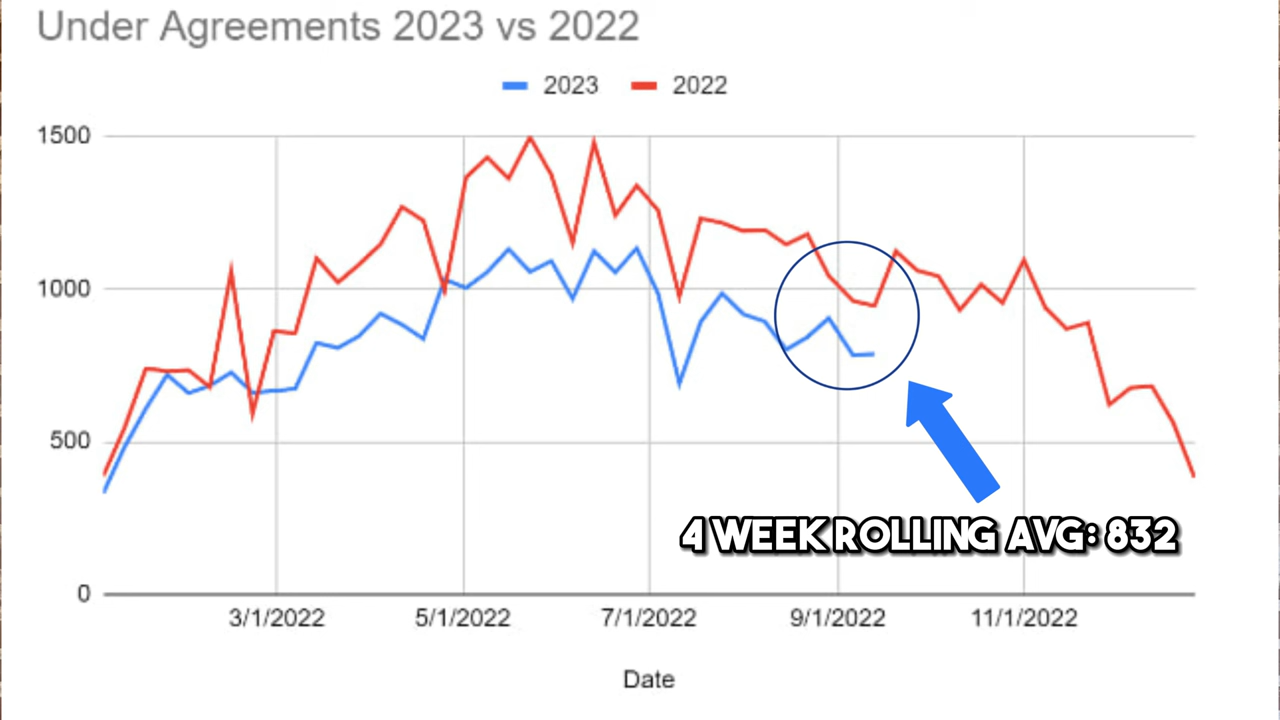 Under Agreements 2023 vs 2022
2023 2022
1500
1000
500
4 WEEK ROLLING AVG: 832
0
3/1/2022 5/1/2022 7/1/2022 9/1/2022 11/1/2022
Date